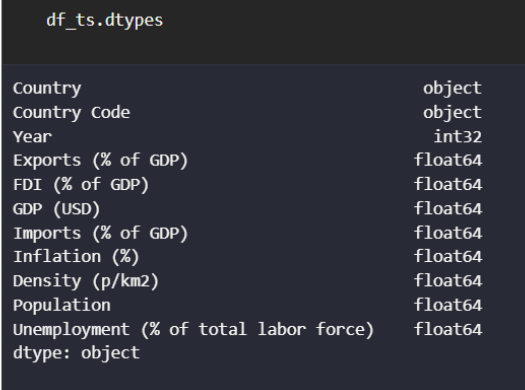 df_ts.dtypes
Country object
Country Code object
Year int32
Exports (% of GDP) float64
FDI (% of GDP) float64
GDP (USD) float64
Imports (% of GDP) float64
Inflation (%) float64
Density (p/km2) float64
Population float64
Unemployment (% of total labor force) float64
dtype: object